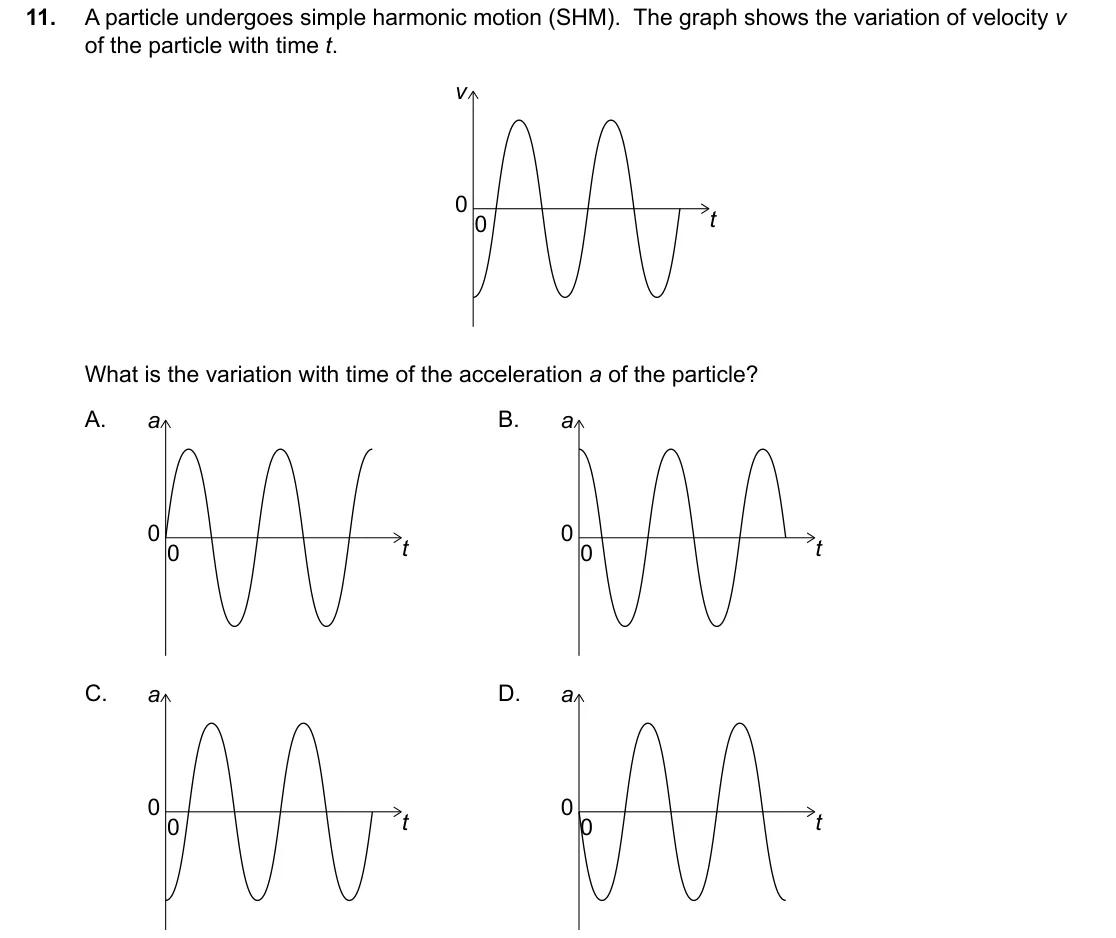 11. A particle undergoes simple harmonic motion (SHM). The graph shows the variation of velocity v
of the particle with time t.
v
0
0
t
What is the variation with time of the acceleration a of the particle?
A. a
0
0
t
B. a
0
0
t
C. a
0
0
t
D. a
0
0
t